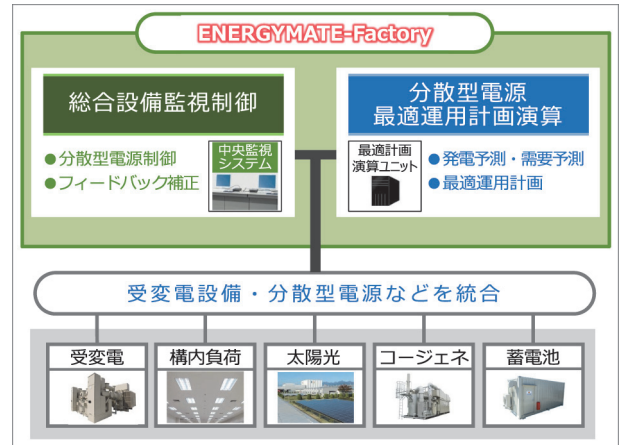 ENERGYMATE-Factory
総合設備監視制御
●分散型電源制御
●フィードバック補正
中央監視
システム
分散型電源
最適運用計画演算
最適計画
演算ユニット
●発電予測・需要予測
●最適運用計画
受変電設備・分散型電源などを統合
受変電
構内負荷
太陽光
コージェネ
蓄電池